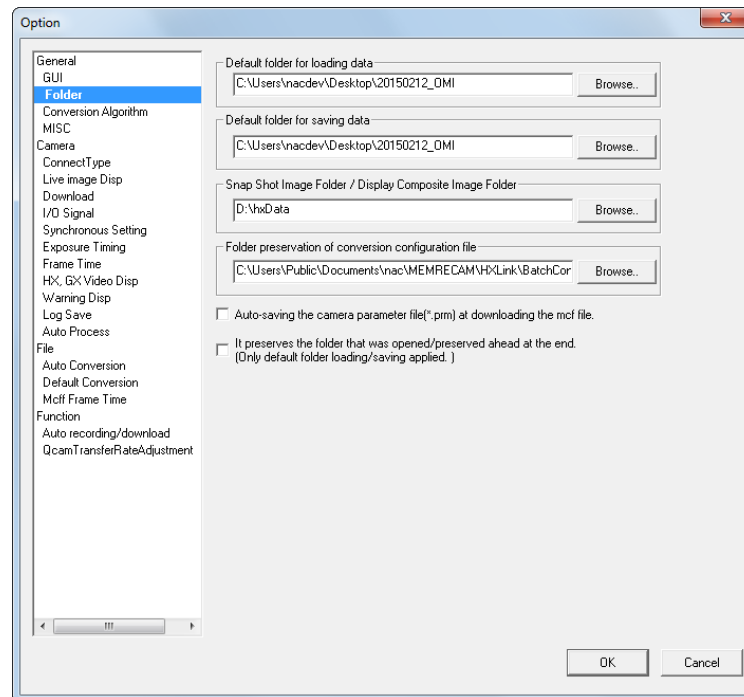 Option
General
GUI
Folder
Conversion Algorithm
MISC
Camera
ConnectType
Live image Disp
Download
I/O Signal
Synchronous Setting
Exposure Timing
Frame Time
HX, GX Video Disp
Warning Disp
Log Save
Auto Process
File
Auto Conversion
Default Conversion
Mcff Frame Time
Function
Auto recording/download
QcamTransferRateAdjustment
Default folder for loading data
C:\Users\nacdev\Desktop\20150212_OMI
Browse..
Default folder for saving data
C:\Users\nacdev\Desktop\20150212_OMI
Browse..
Snap Shot Image Folder / Display Composite Image Folder
D:\hxData
Browse..
Folder preservation of conversion configuration file
C:\Users\Public\Documents\nac\MEMRECAM\HXLink\BatchCor
Browse..
Auto-saving the camera parameter file(*.prm) at downloading the mcf file.
It preserves the folder that was opened/preserved ahead at the end.
(Only default folder loading/saving applied. )
OK
Cancel